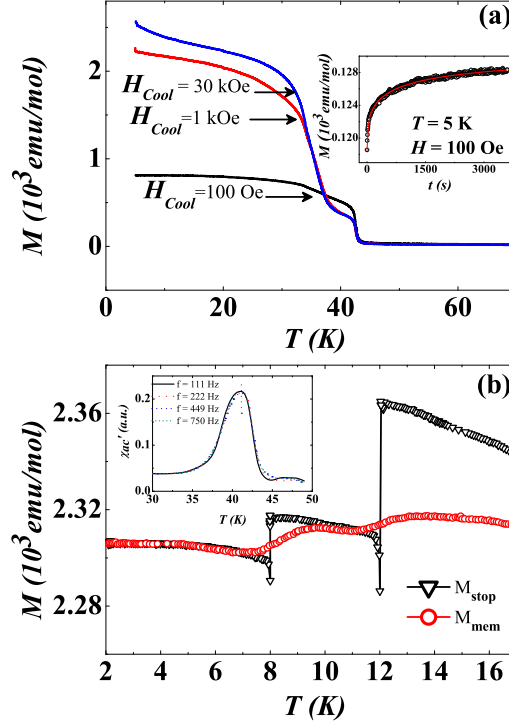 (a)
M (10³emu/mol)
2
1
0
H_Cool = 30 kOe
H_Cool =1 kOe
H_Cool =100 Oe
M (10³emu/mol)
0.128
0.120
T = 5 K
H = 100 Oe
0
1500
3000
t (s)
0
20
40
60
T (K)
(b)
M (10³emu/mol)
2.36
2.32
2.28
f = 111 Hz
f = 222 Hz
f = 449 Hz
f = 750 Hz
χac' (a.u.)
0.2
0.1
0.0
30
35
40
45
50
T (K)
M_stop
M_mem
2
4
6
8
10
12
14
16
T (K)